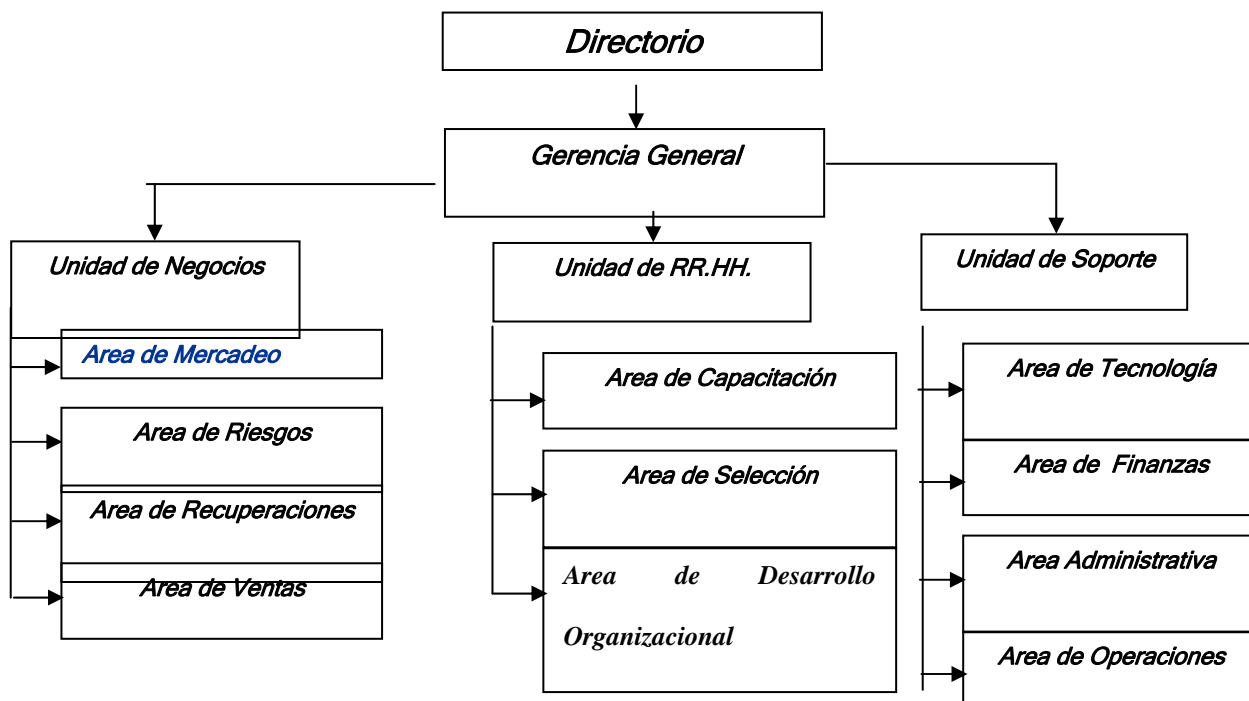 Directorio
Gerencia General
Unidad de Negocios
Area de Mercadeo
Area de Riesgos
Area de Recuperaciones
Area de Ventas
Unidad de RR.HH.
Area de Capacitación
Area de Selección
Area de Desarrollo
Organizacional
Unidad de Soporte
Area de Tecnología
Area de Finanzas
Area Administrativa
Area de Operaciones